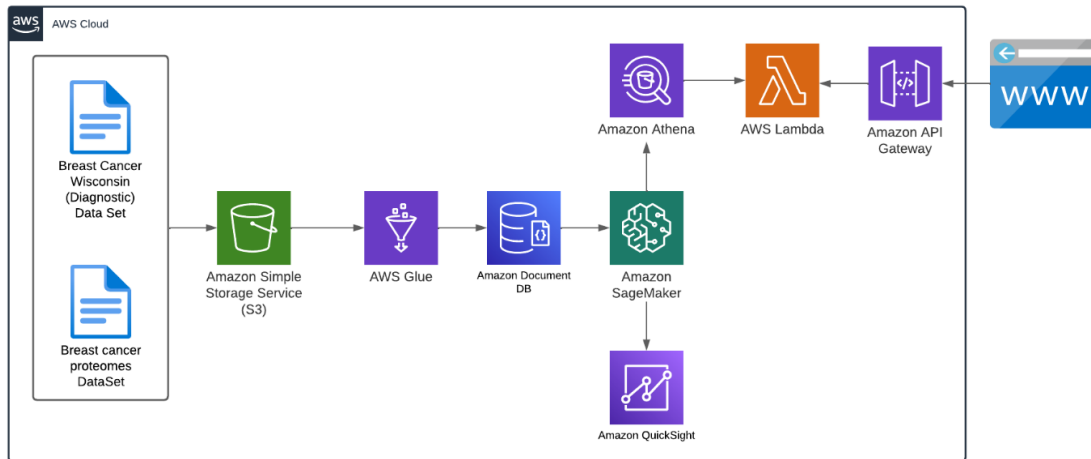 aws
AWS Cloud
Breast Cancer
Wisconsin
(Diagnostic)
Data Set
Breast cancer
proteomes
DataSet
Amazon Simple
Storage Service
(S3)
AWS Glue
Amazon Document
DB
Amazon
SageMaker
Amazon Athena
AWS Lambda
Amazon API
Gateway
</>
{}
www
Amazon QuickSight